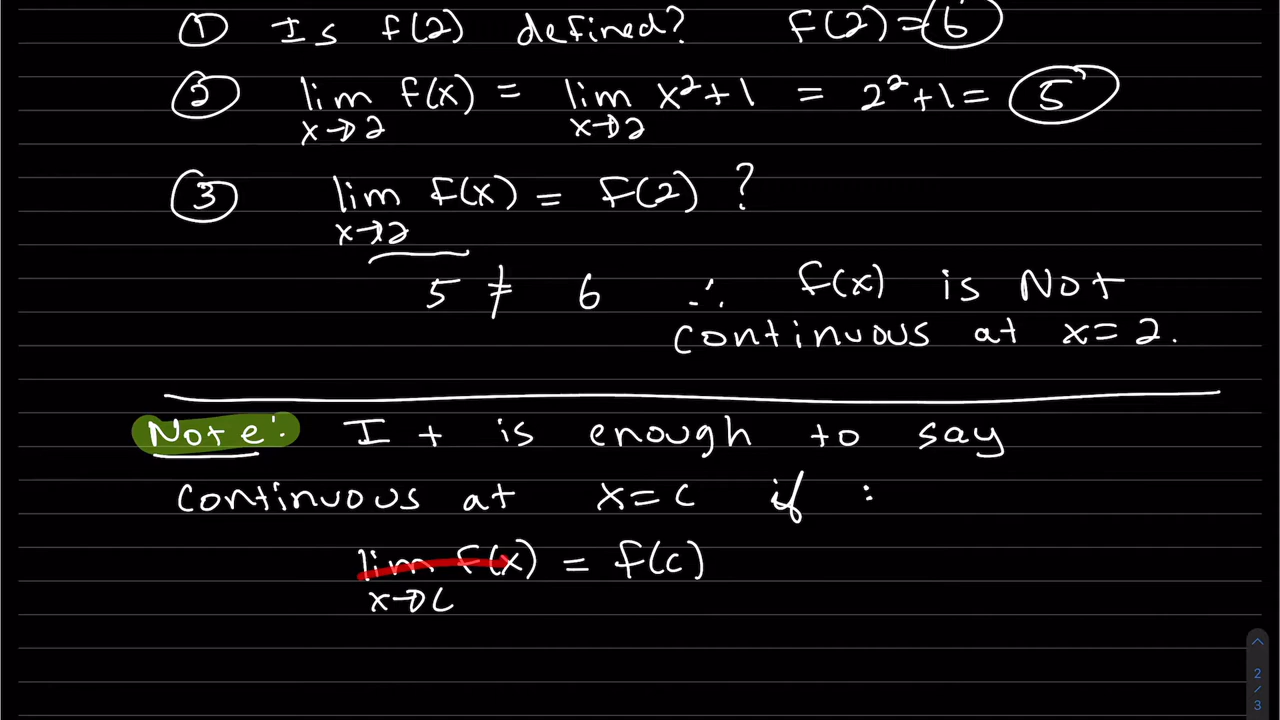 ① Is f(2) defined? f(2)=6
② lim x→2 f(x) = lim x→2 x²+1 = 2²+1= 5
③ lim x→2 f(x) = f(2) ?
5 ≠ 6 ∴ f(x) is Not
continuous at x=2.
Note: It is enough to say
continuous at x=c if :
lim x→c f(x) = f(c)
2
/
3